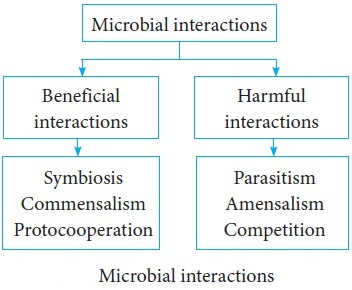 Microbial interactions
Beneficial
interactions
Harmful
interactions
Symbiosis
Commensalism
Protocooperation
Parasitism
Amensalism
Competition
Microbial interactions